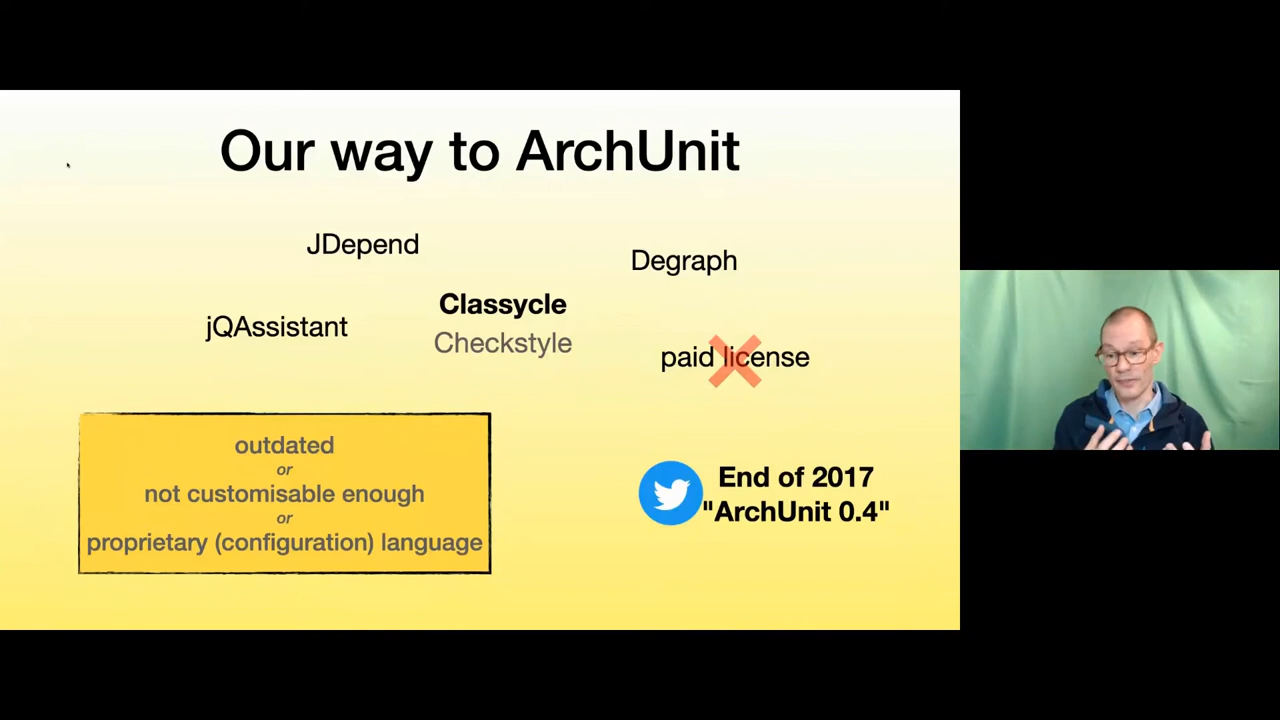 Our way to ArchUnit
JDepend
Degraph
Classycle
jQAssistant
Checkstyle
paid license
outdated
or
not customisable enough
or
proprietary (configuration) language
End of 2017
"ArchUnit 0.4"